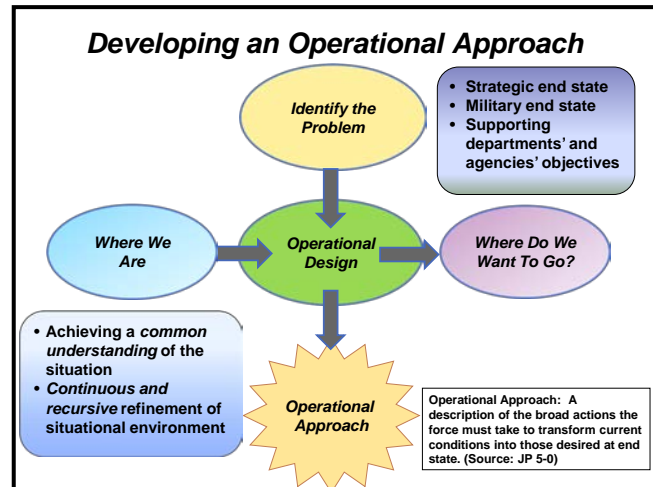 Developing an Operational Approach
Identify the
Problem
• Strategic end state
• Military end state
• Supporting
departments' and
agencies' objectives
Where We
Are
Operational
Design
Where Do We
Want To Go?
• Achieving a common
understanding of the
situation
• Continuous and
recursive refinement of
situational environment
Operational
Approach
Operational Approach: A
description of the broad actions the
force must take to transform current
conditions into those desired at end
state. (Source: JP 5-0)